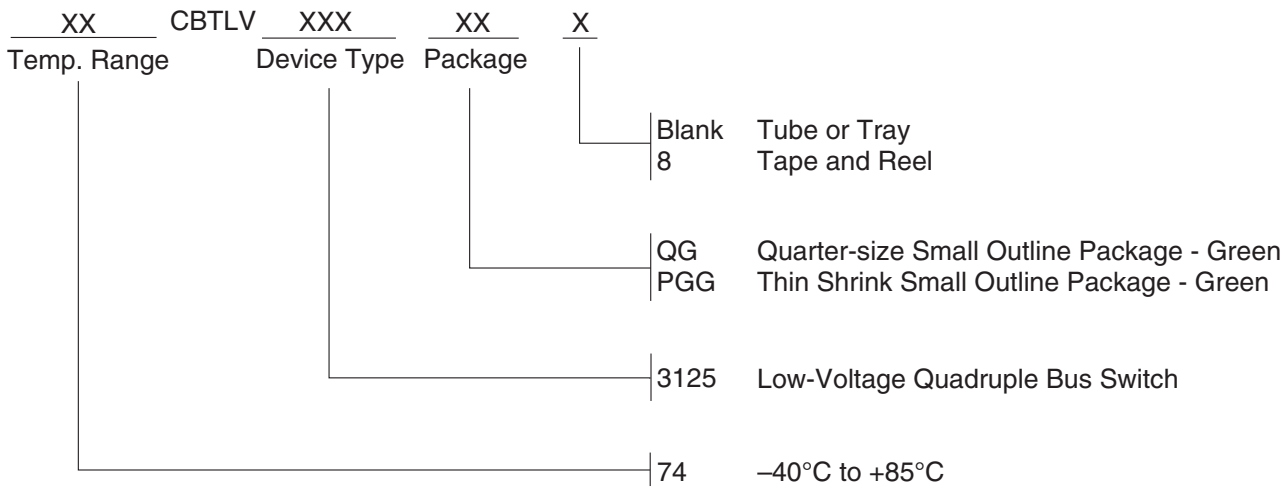 XX CBTLV XXX XX X
Temp. Range Device Type Package
Blank Tube or Tray
8 Tape and Reel
QG Quarter-size Small Outline Package - Green
PGG Thin Shrink Small Outline Package - Green
3125 Low-Voltage Quadruple Bus Switch
74 –40°C to +85°C